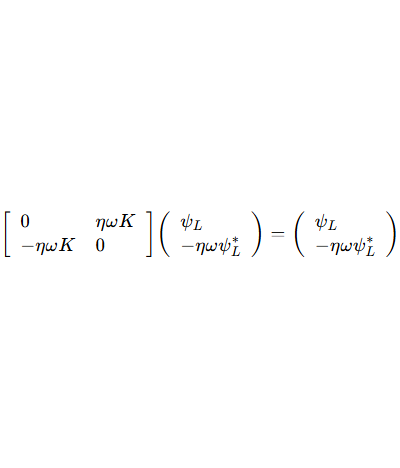 [ 0 ηωK ] ( ψ_L ) = ( ψ_L )
[ −ηωK 0 ] ( −ηωψ_L^* ) ( −ηωψ_L^* )